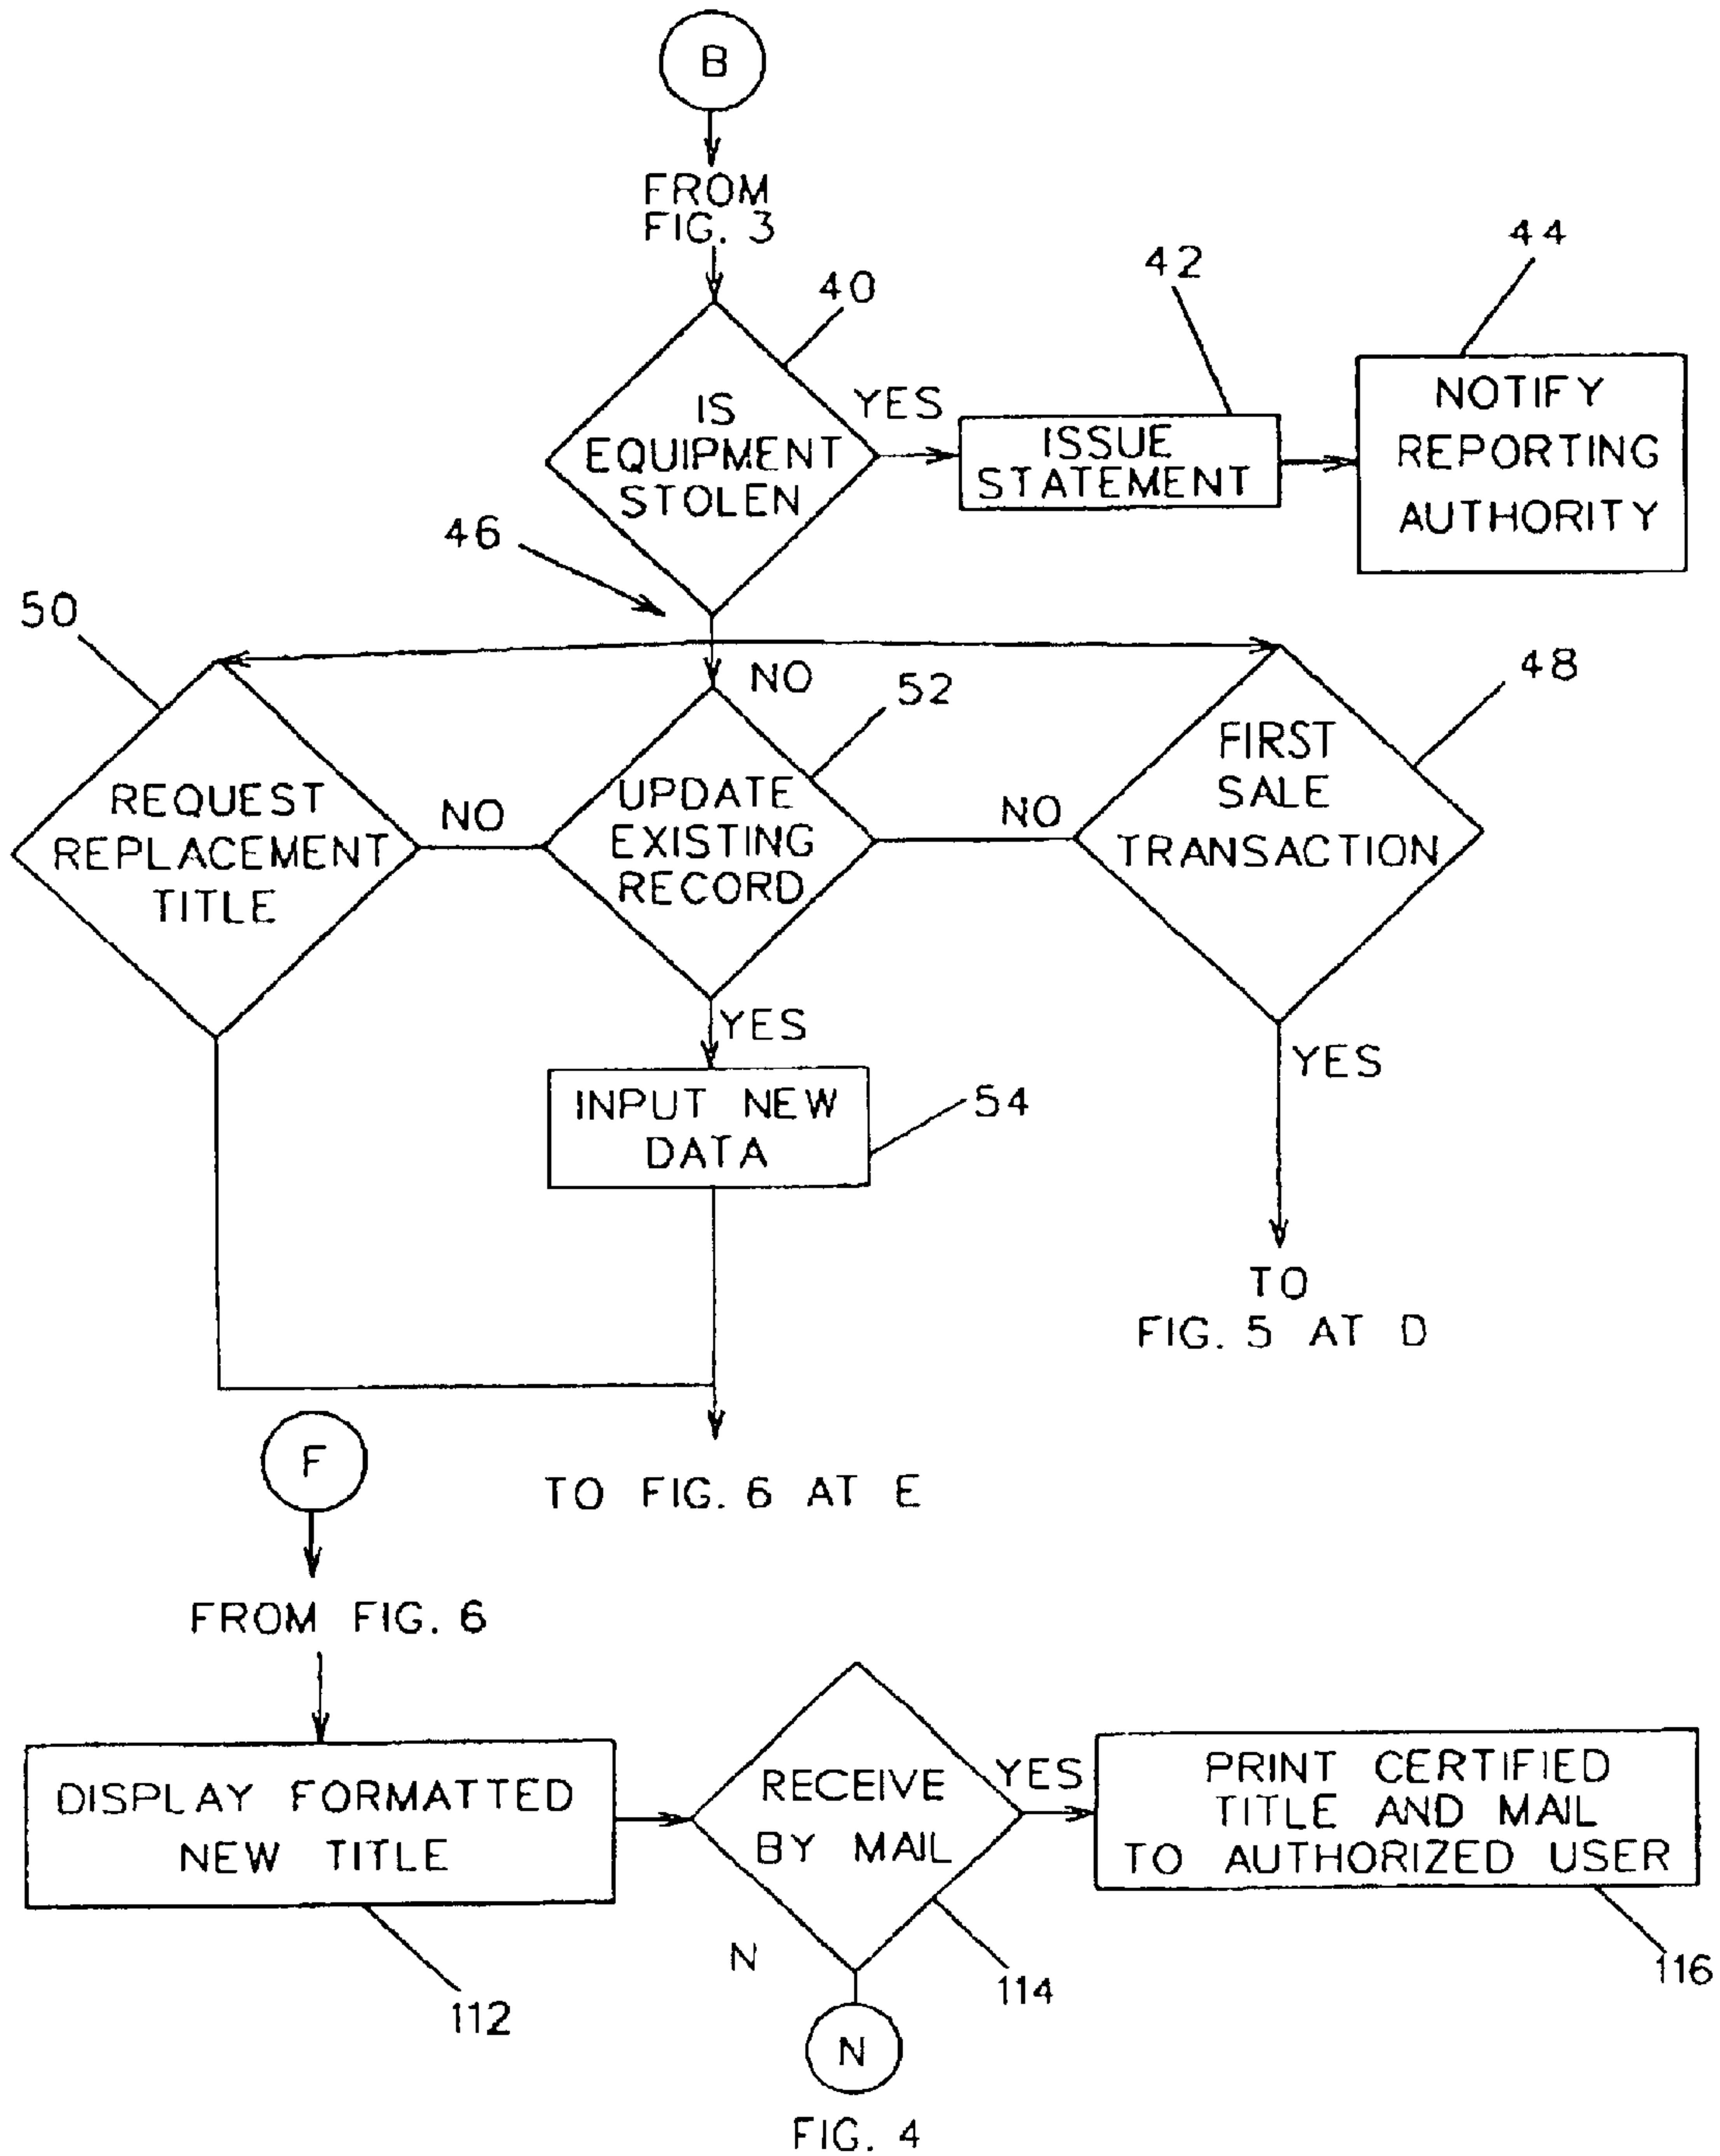 B
FROM
FIG. 3
40
42
44
IS
EQUIPMENT
STOLEN
YES
ISSUE
STATEMENT
NOTIFY
REPORTING
AUTHORITY
46
50
NO
52
48
REQUEST
REPLACEMENT
TITLE
NO
UPDATE
EXISTING
RECORD
NO
FIRST
SALE
TRANSACTION
YES
YES
INPUT NEW
DATA
54
TO
FIG. 5 AT D
F
TO FIG. 6 AT E
FROM FIG. 6
DISPLAY FORMATTED
NEW TITLE
RECEIVE
BY MAIL
YES
PRINT CERTIFIED
TITLE AND MAIL
TO AUTHORIZED USER
N
112
114
116
N
FIG. 4